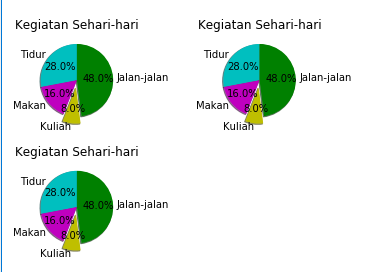 Kegiatan Sehari-hari
Tidur
28.0%
48.0%
Jalan-jalan
16.0%
Makan
8.0%
Kuliah
Kegiatan Sehari-hari
Tidur
28.0%
48.0%
Jalan-jalan
16.0%
Makan
8.0%
Kuliah
Kegiatan Sehari-hari
Tidur
28.0%
48.0%
Jalan-jalan
16.0%
Makan
8.0%
Kuliah